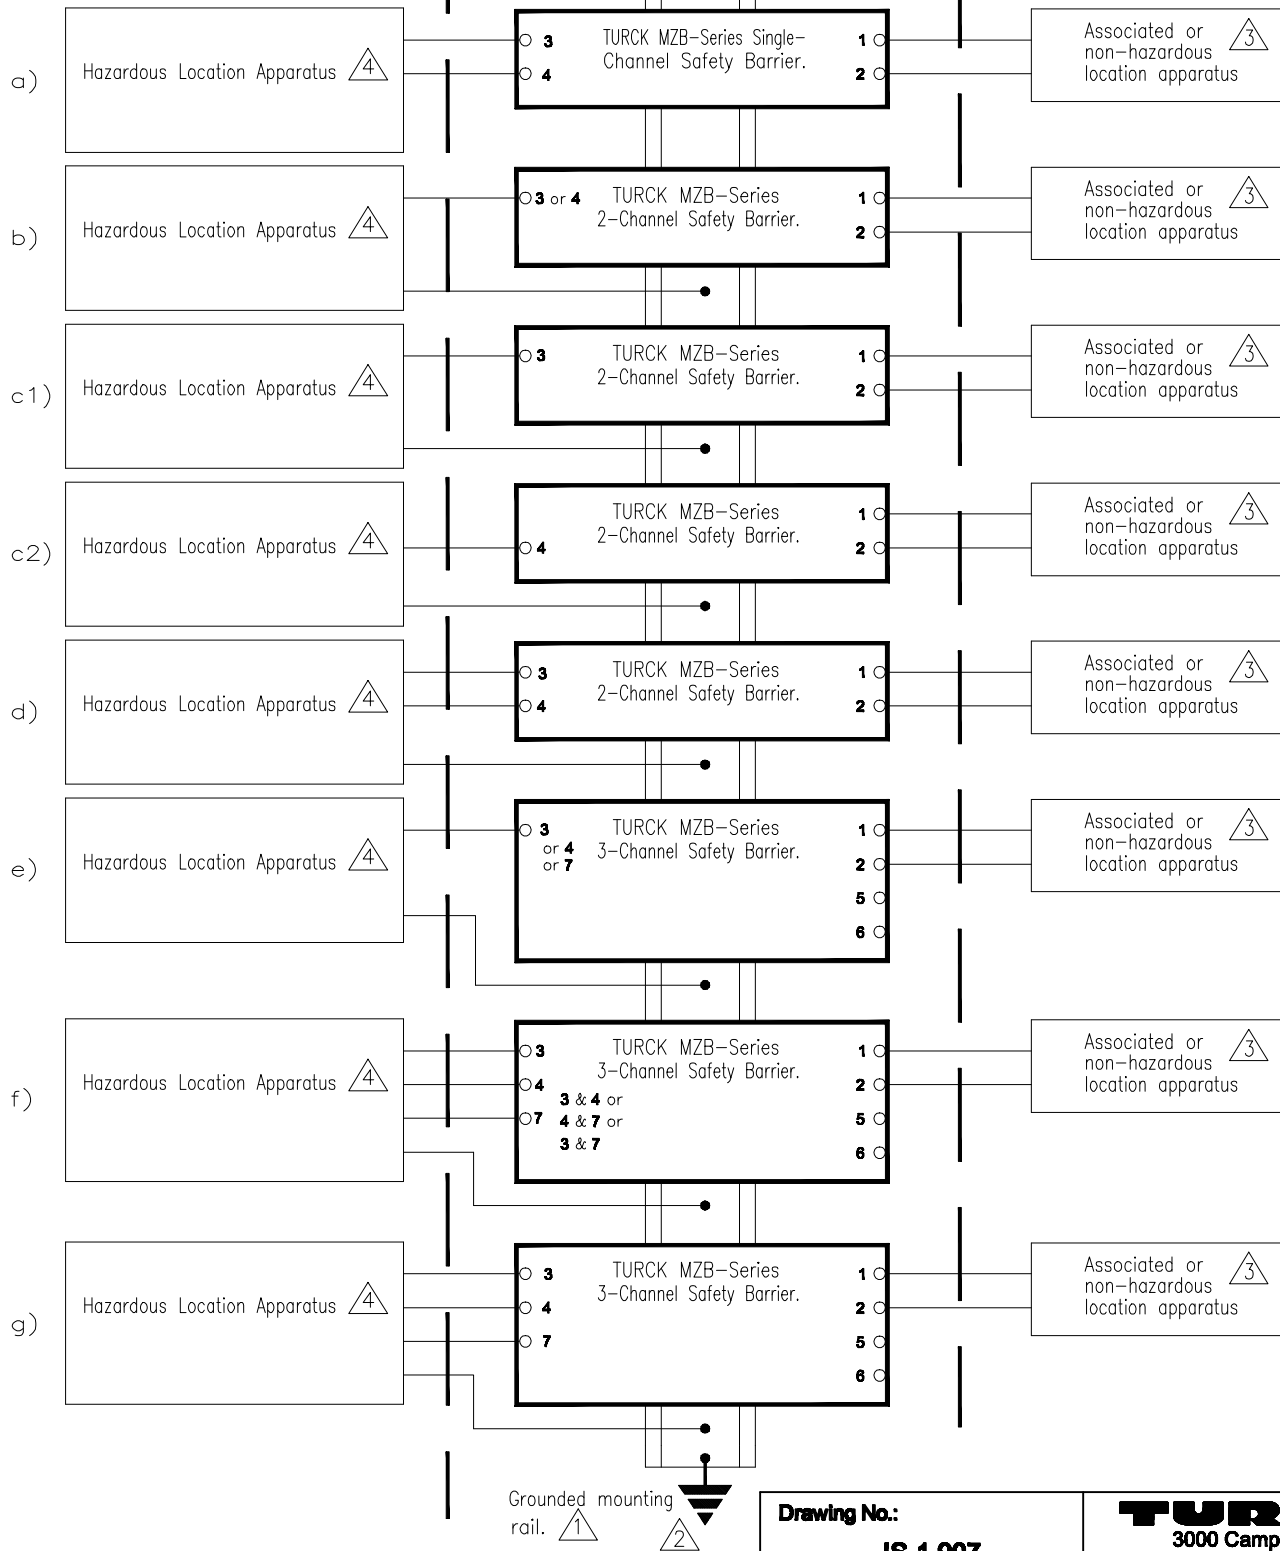 a)
Hazardous Location Apparatus 4
3
4
TURCK MZB-Series Single-
Channel Safety Barrier.
1
2
Associated or
non-hazardous
location apparatus
3
b)
Hazardous Location Apparatus 4
3 or 4
TURCK MZB-Series
2-Channel Safety Barrier.
1
2
Associated or
non-hazardous
location apparatus
3
c1)
Hazardous Location Apparatus 4
3
TURCK MZB-Series
2-Channel Safety Barrier.
1
2
Associated or
non-hazardous
location apparatus
3
c2)
Hazardous Location Apparatus 4
4
TURCK MZB-Series
2-Channel Safety Barrier.
1
2
Associated or
non-hazardous
location apparatus
3
d)
Hazardous Location Apparatus 4
3
4
TURCK MZB-Series
2-Channel Safety Barrier.
1
2
Associated or
non-hazardous
location apparatus
3
e)
Hazardous Location Apparatus 4
3
or 4
or 7
TURCK MZB-Series
3-Channel Safety Barrier.
1
2
5
6
Associated or
non-hazardous
location apparatus
3
f)
Hazardous Location Apparatus 4
3
4
7
3 & 4 or
4 & 7 or
3 & 7
TURCK MZB-Series
3-Channel Safety Barrier.
1
2
5
6
Associated or
non-hazardous
location apparatus
3
g)
Hazardous Location Apparatus 4
3
4
7
TURCK MZB-Series
3-Channel Safety Barrier.
1
2
5
6
Associated or
non-hazardous
location apparatus
3
Grounded mounting
rail. 1
2
Drawing No.:
3000